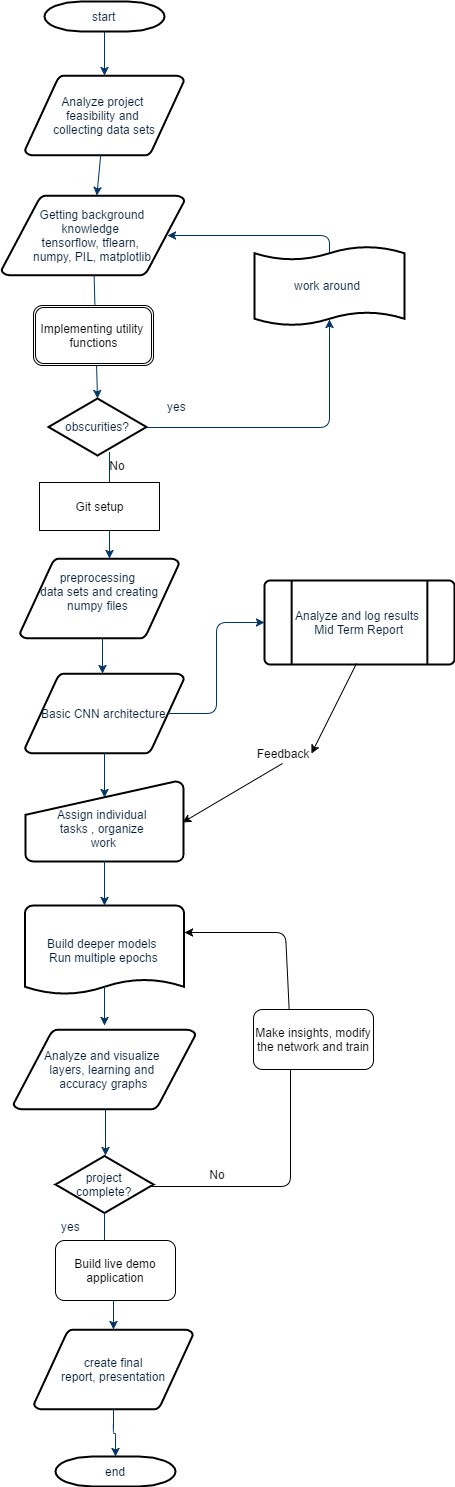 start
Analyze project
feasibility and
collecting data sets
Getting background
knowledge
tensorflow, tflearn,
numpy, PIL, matplotlib
work around
Implementing utility
functions
yes
obscurities?
No
Git setup
preprocessing
data sets and creating
numpy files
Analyze and log results
Mid Term Report
Basic CNN architecture
Feedback
Assign individual
tasks , organize
work
Build deeper models
Run multiple epochs
Make insights, modify
the network and train
Analyze and visualize
layers, learning and
accuracy graphs
No
project
complete?
yes
Build live demo
application
create final
report, presentation
end